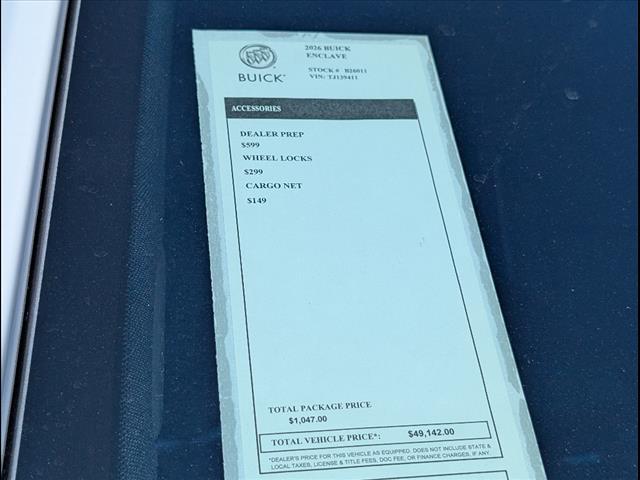 2026 BUICK
ENCLAVE
BUICK
STOCK # B26011
VIN: TJ139411
ACCESSORIES
DEALER PREP
$599
WHEEL LOCKS
$299
CARGO NET
$149
TOTAL PACKAGE PRICE
$1,047.00
TOTAL VEHICLE PRICE*: $49,142.00
*DEALER'S PRICE FOR THIS VEHICLE AS EQUIPPED. DOES NOT INCLUDE STATE &
LOCAL TAXES, LICENSE & TITLE FEES, DOC FEE, OR FINANCE CHARGES, IF ANY.